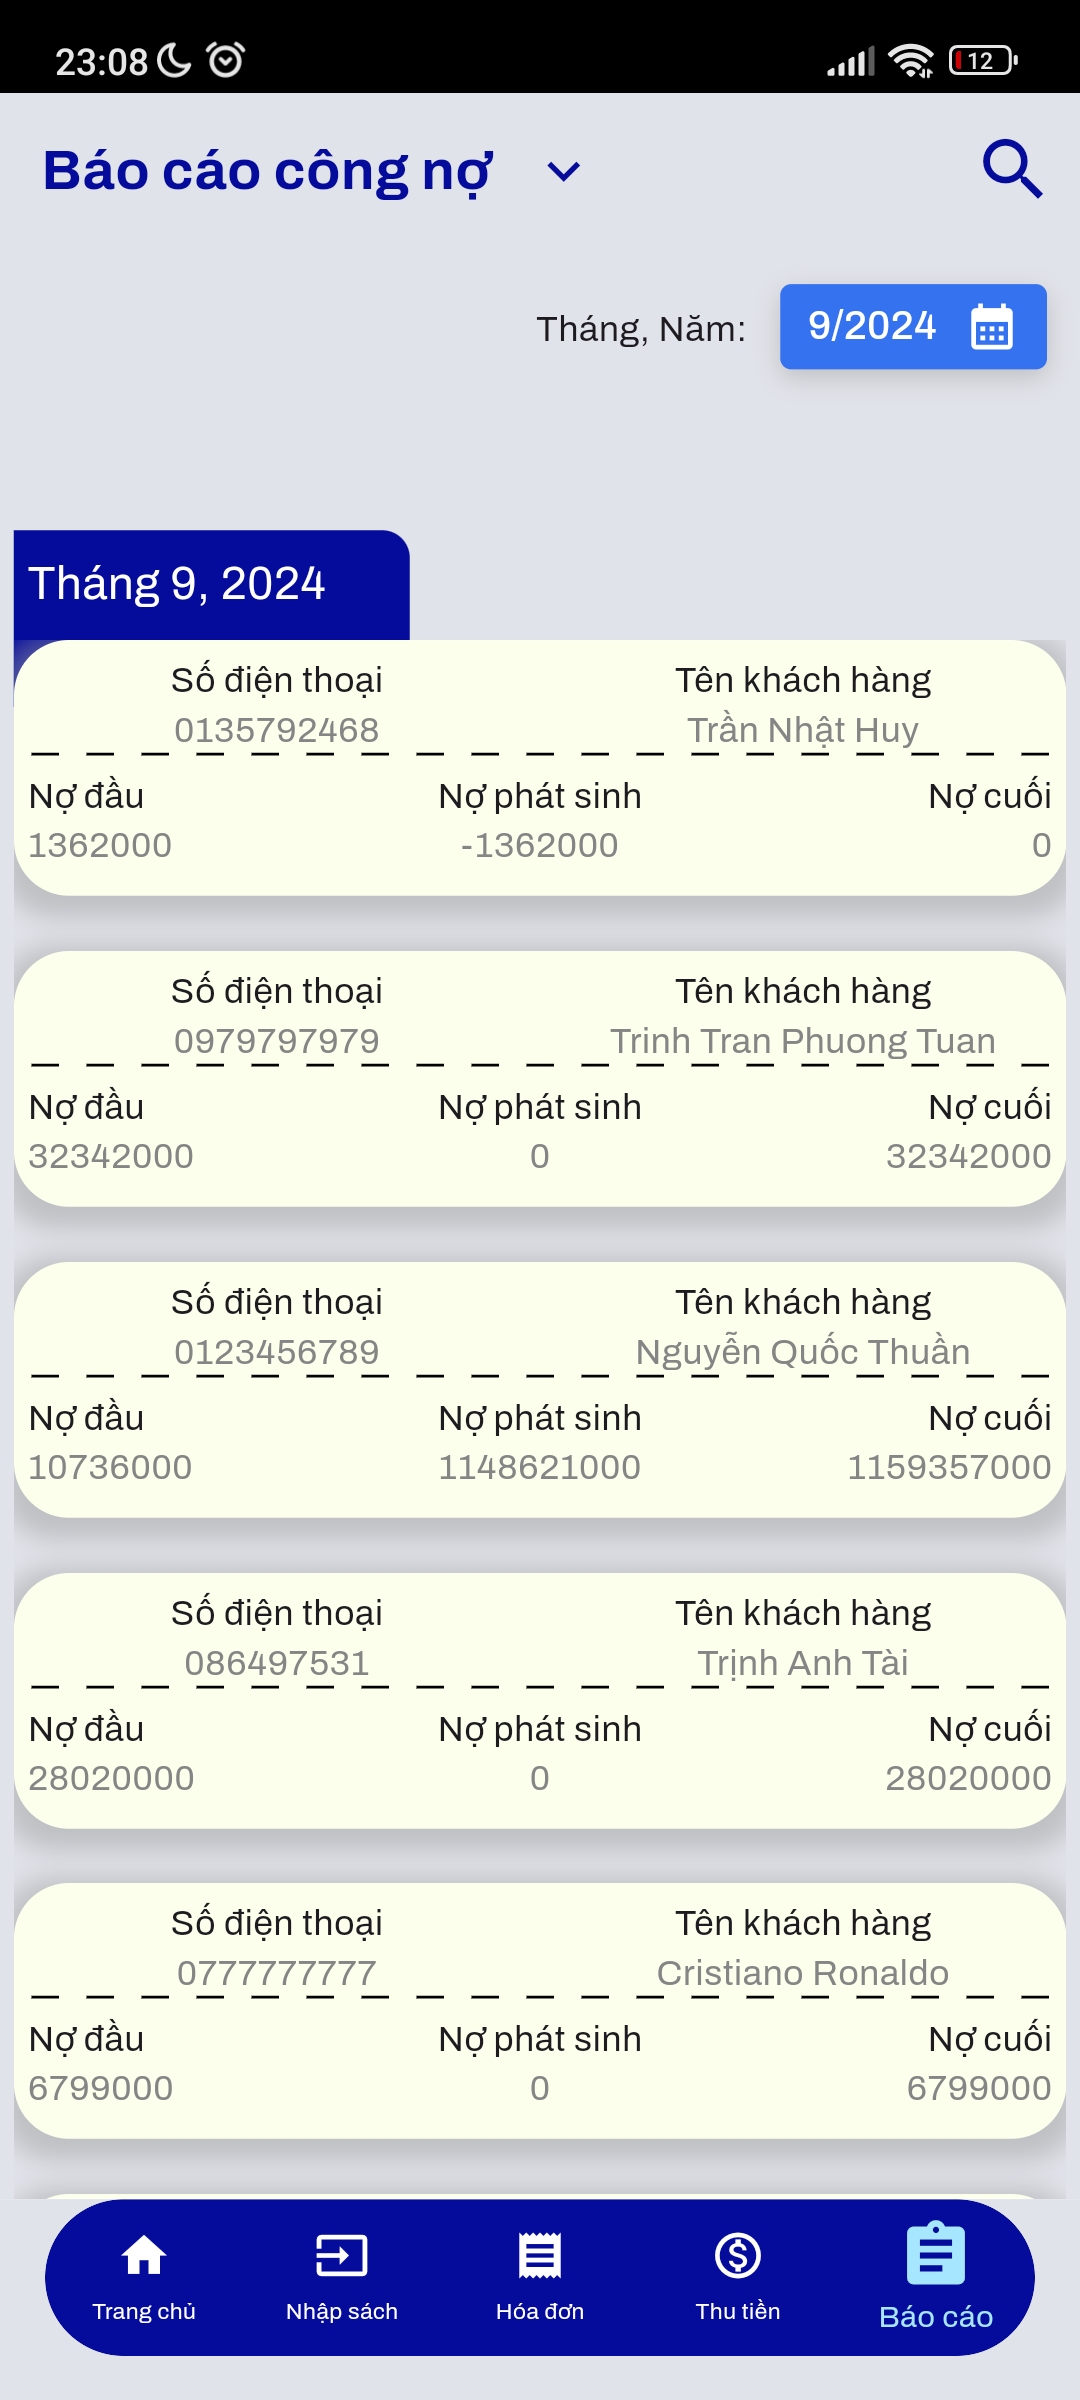 23:08 12
Báo cáo công nợ
Tháng, Năm: 9/2024
Tháng 9, 2024
Số điện thoại Tên khách hàng
0135792468 Trần Nhật Huy
Nợ đầu Nợ phát sinh Nợ cuối
1362000 -1362000 0
Số điện thoại Tên khách hàng
0979797979 Trinh Tran Phuong Tuan
Nợ đầu Nợ phát sinh Nợ cuối
32342000 0 32342000
Số điện thoại Tên khách hàng
0123456789 Nguyễn Quốc Thuần
Nợ đầu Nợ phát sinh Nợ cuối
10736000 1148621000 1159357000
Số điện thoại Tên khách hàng
086497531 Trịnh Anh Tài
Nợ đầu Nợ phát sinh Nợ cuối
28020000 0 28020000
Số điện thoại Tên khách hàng
0777777777 Cristiano Ronaldo
Nợ đầu Nợ phát sinh Nợ cuối
6799000 0 6799000
Trang chủ Nhập sách Hóa đơn Thu tiền Báo cáo